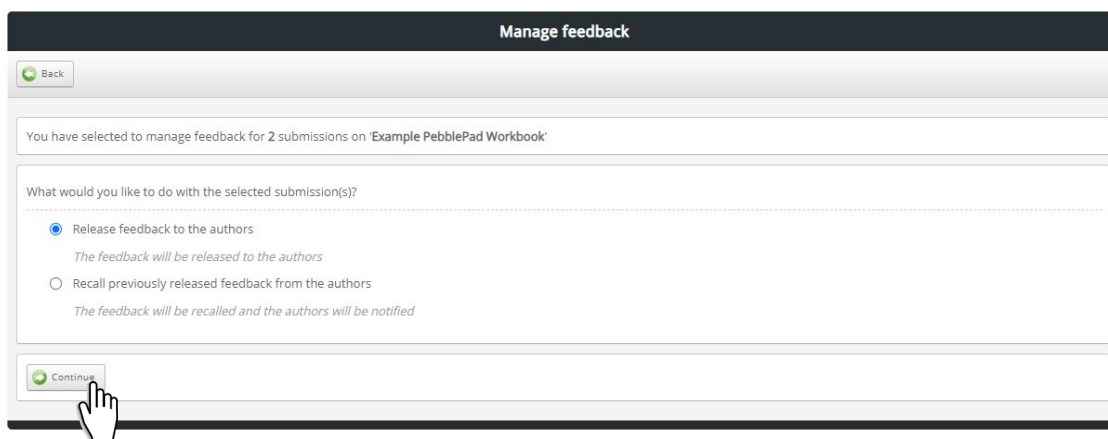 Manage feedback
Back
You have selected to manage feedback for 2 submissions on 'Example PebblePad Workbook'
What would you like to do with the selected submission(s)?
Release feedback to the authors
The feedback will be released to the authors
Recall previously released feedback from the authors
The feedback will be recalled and the authors will be notified
Continue